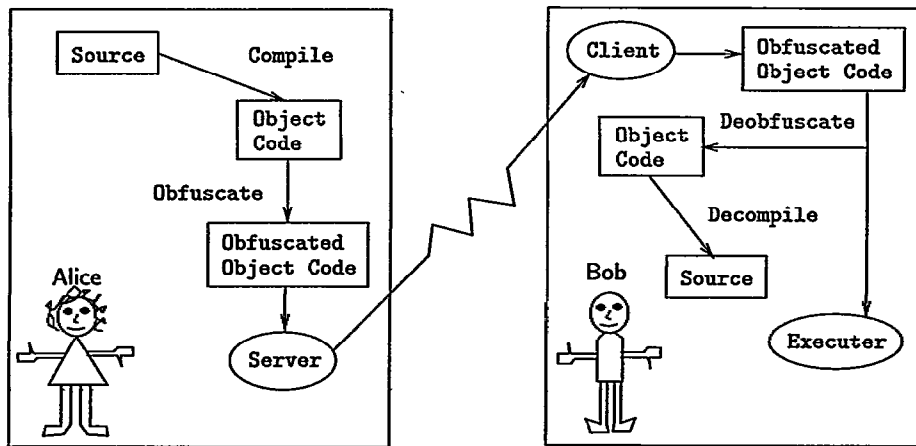 Source
Compile
Object
Code
Obfuscate
Obfuscated
Object Code
Alice
Server
Client
Obfuscated
Object Code
Deobfuscate
Object
Code
Decompile
Source
Bob
Executer